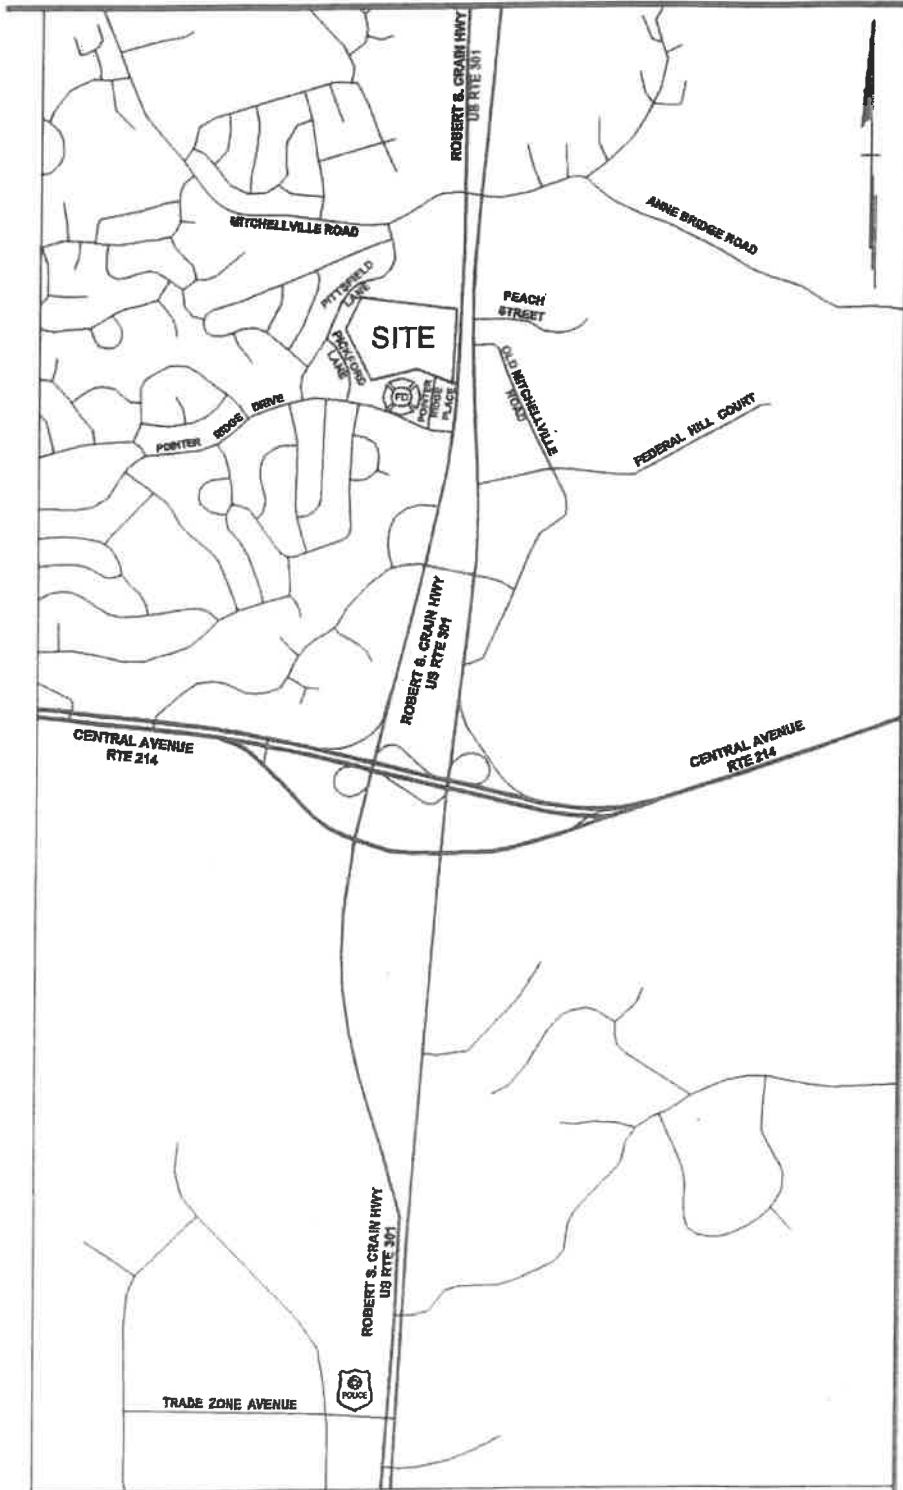 ROBERT S. CRAIN HWY
US RTE 301
ANNE BRIDGE ROAD
MITCHELLVILLE ROAD
PITTSFIELD
LANE
PEACH
STREET
SITE
PICKFORD
LANE
OLD MITCHELLVILLE
ROAD
FD
POINTER
RIDGE
PLACE
POINTER RIDGE DRIVE
FEDERAL HILL COURT
ROBERT S. CRAIN HWY
US RTE 301
CENTRAL AVENUE
RTE 214
CENTRAL AVENUE
RTE 214
ROBERT S. CRAIN HWY
US RTE 301
POLICE
TRADE ZONE AVENUE